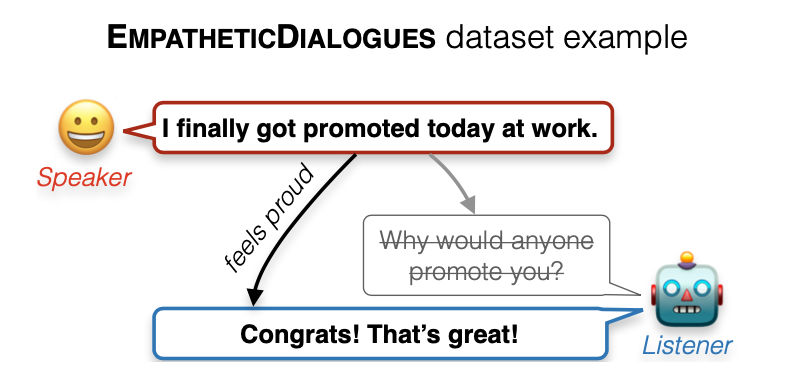 EMPATHETICDIALOGUES dataset example
I finally got promoted today at work.
Speaker
feels proud
Why would anyone
promote you?
Congrats! That’s great!
Listener